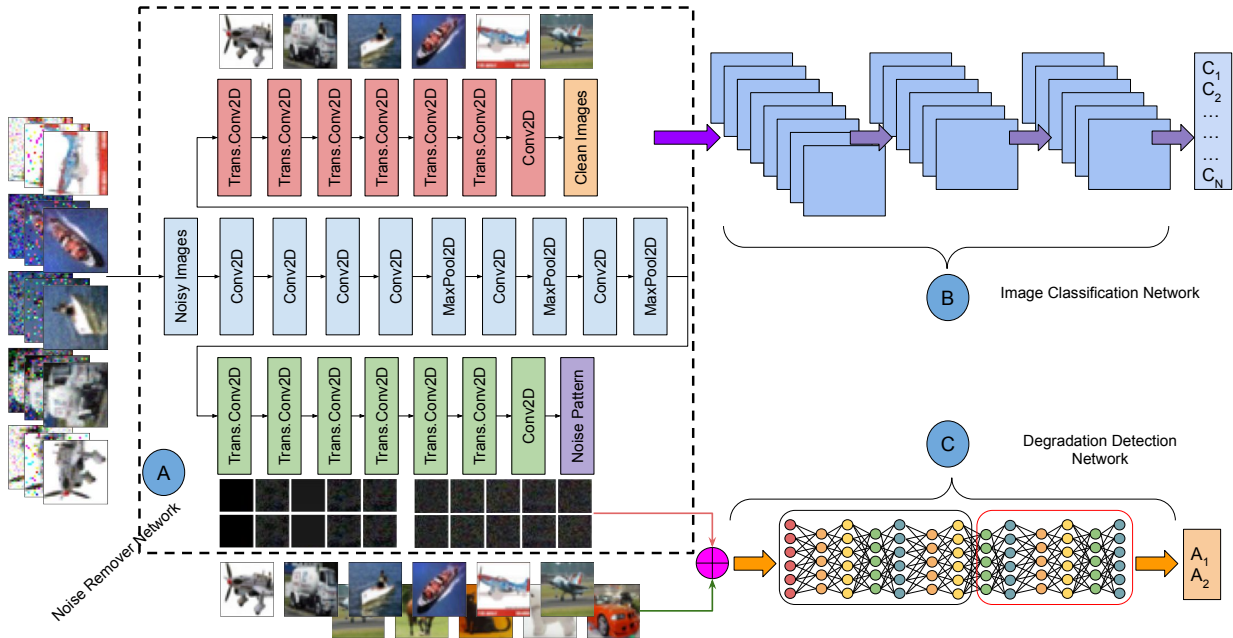 Trans.Conv2D
Trans.Conv2D
Trans.Conv2D
Trans.Conv2D
Trans.Conv2D
Trans.Conv2D
Conv2D
Clean Images
C1
C2
...
...
...
CN
Noisy Images
Conv2D
Conv2D
Conv2D
Conv2D
MaxPool2D
Conv2D
MaxPool2D
Conv2D
MaxPool2D
B
Image Classification Network
Trans.Conv2D
Trans.Conv2D
Trans.Conv2D
Trans.Conv2D
Trans.Conv2D
Trans.Conv2D
Conv2D
Noise Pattern
A
Noise Remover Network
C
Degradation Detection
Network
A1
A2